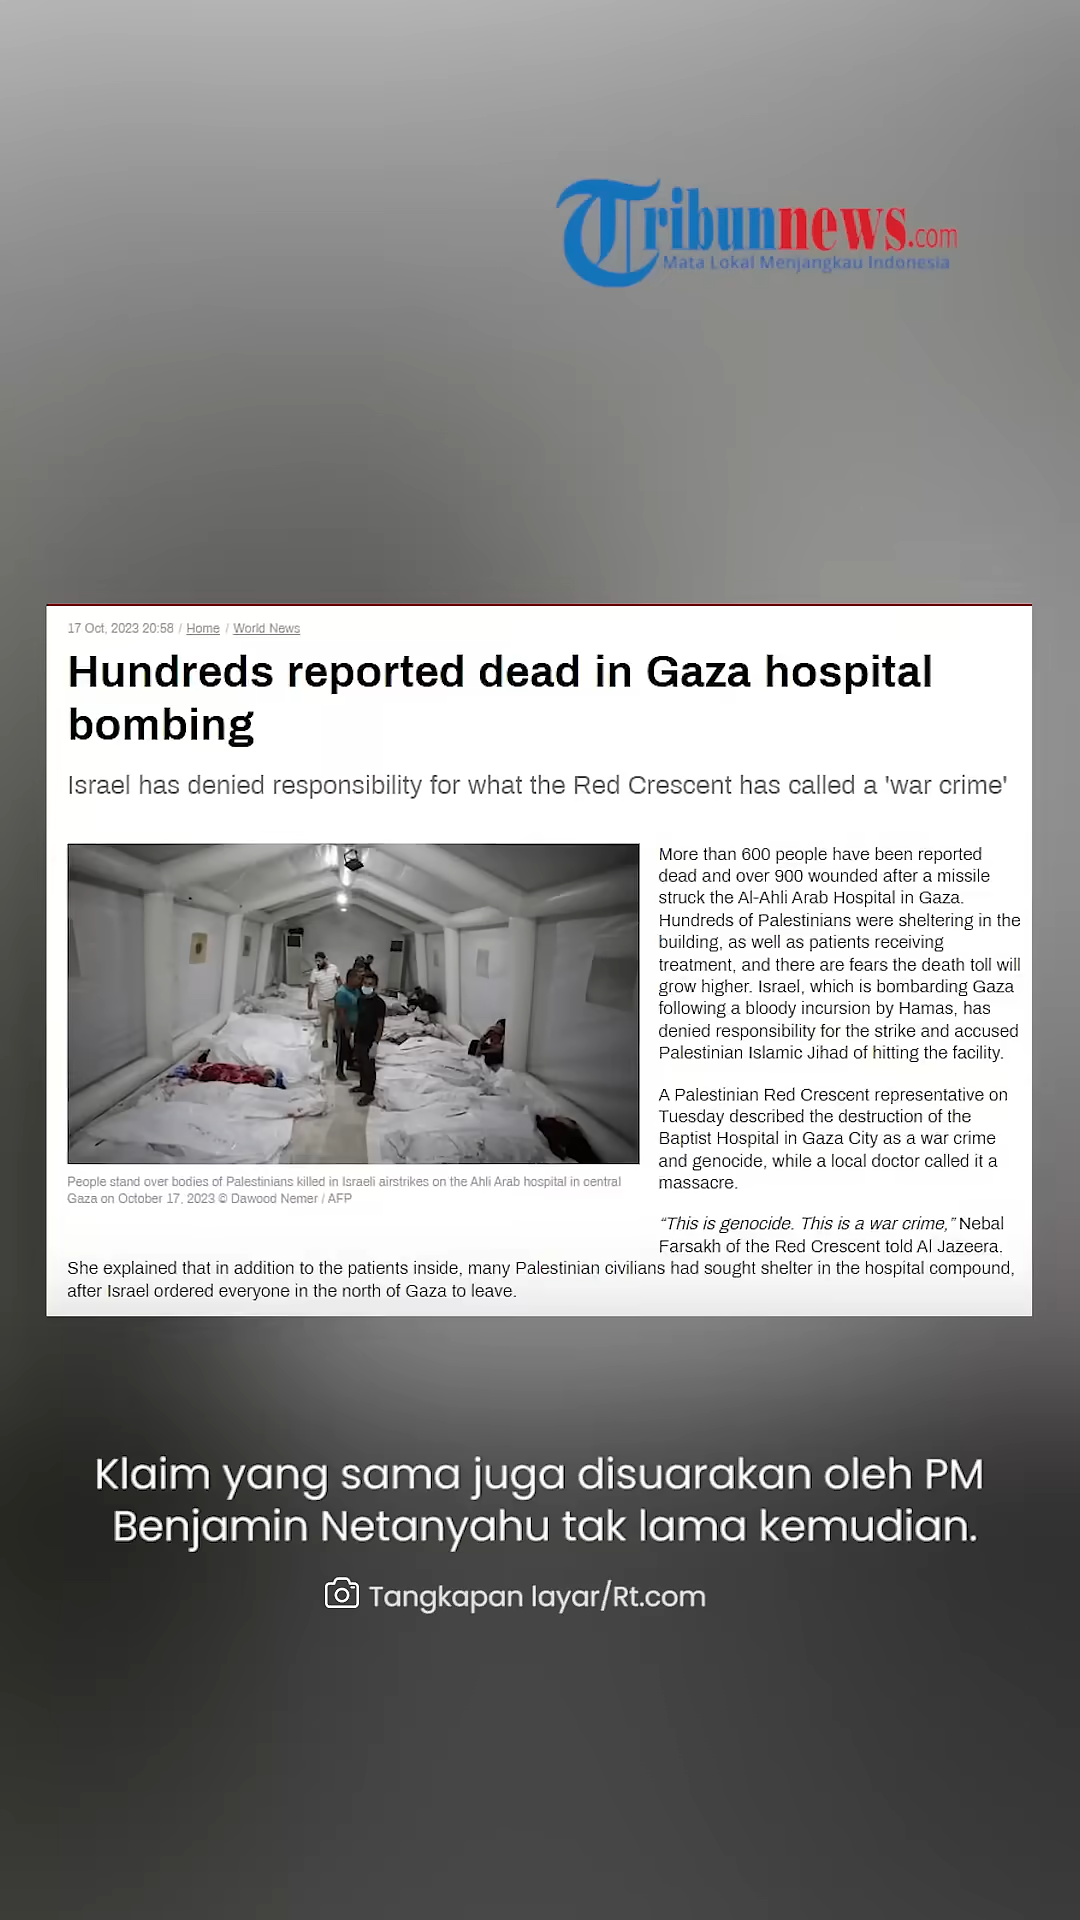 Tribunnews.com
Mata Lokal Menjangkau Indonesia
17 Oct, 2023 20:58 / Home / World News
Hundreds reported dead in Gaza hospital
bombing
Israel has denied responsibility for what the Red Crescent has called a 'war crime'
More than 600 people have been reported
dead and over 900 wounded after a missile
struck the Al-Ahli Arab Hospital in Gaza.
Hundreds of Palestinians were sheltering in the
building, as well as patients receiving
treatment, and there are fears the death toll will
grow higher. Israel, which is bombarding Gaza
following a bloody incursion by Hamas, has
denied responsibility for the strike and accused
Palestinian Islamic Jihad of hitting the facility.
People stand over bodies of Palestinians killed in Israeli airstrikes on the Ahli Arab hospital in central
Gaza on October 17, 2023 © Dawood Nemer / AFP
A Palestinian Red Crescent representative on
Tuesday described the destruction of the
Baptist Hospital in Gaza City as a war crime
and genocide, while a local doctor called it a
massacre.
“This is genocide. This is a war crime,” Nebal
Farsakh of the Red Crescent told Al Jazeera.
She explained that in addition to the patients inside, many Palestinian civilians had sought shelter in the hospital compound,
after Israel ordered everyone in the north of Gaza to leave.
Klaim yang sama juga disuarakan oleh PM
Benjamin Netanyahu tak lama kemudian.
Tangkapan layar/Rt.com